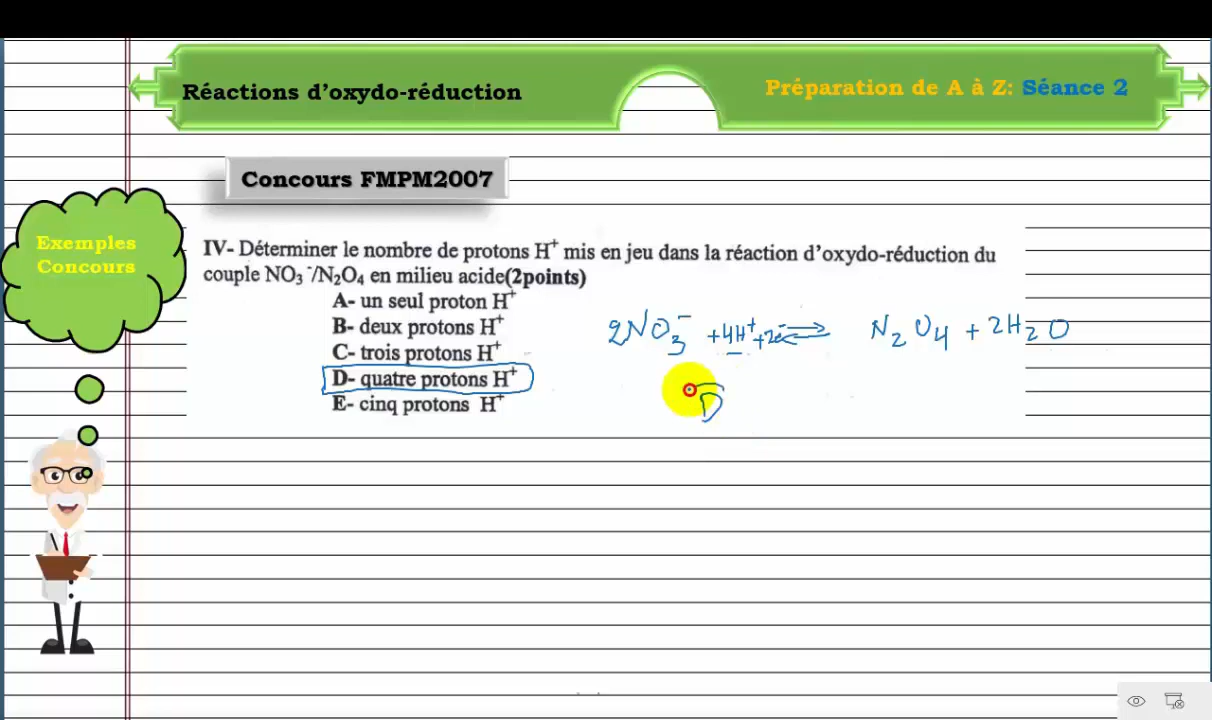 Réactions d’oxydo-réduction
Préparation de A à Z: Séance 2
Concours FMPM2007
Exemples
Concours
IV- Déterminer le nombre de protons H⁺ mis en jeu dans la réaction d’oxydo-réduction du
couple NO₃⁻/N₂O₄ en milieu acide(2points)
A- un seul proton H⁺
B- deux protons H⁺
C- trois protons H⁺
D- quatre protons H⁺
E- cinq protons H⁺
2NO₃⁻ + 4H⁺ + 2e⁻ ⇌ N₂O₄ + 2H₂O
D